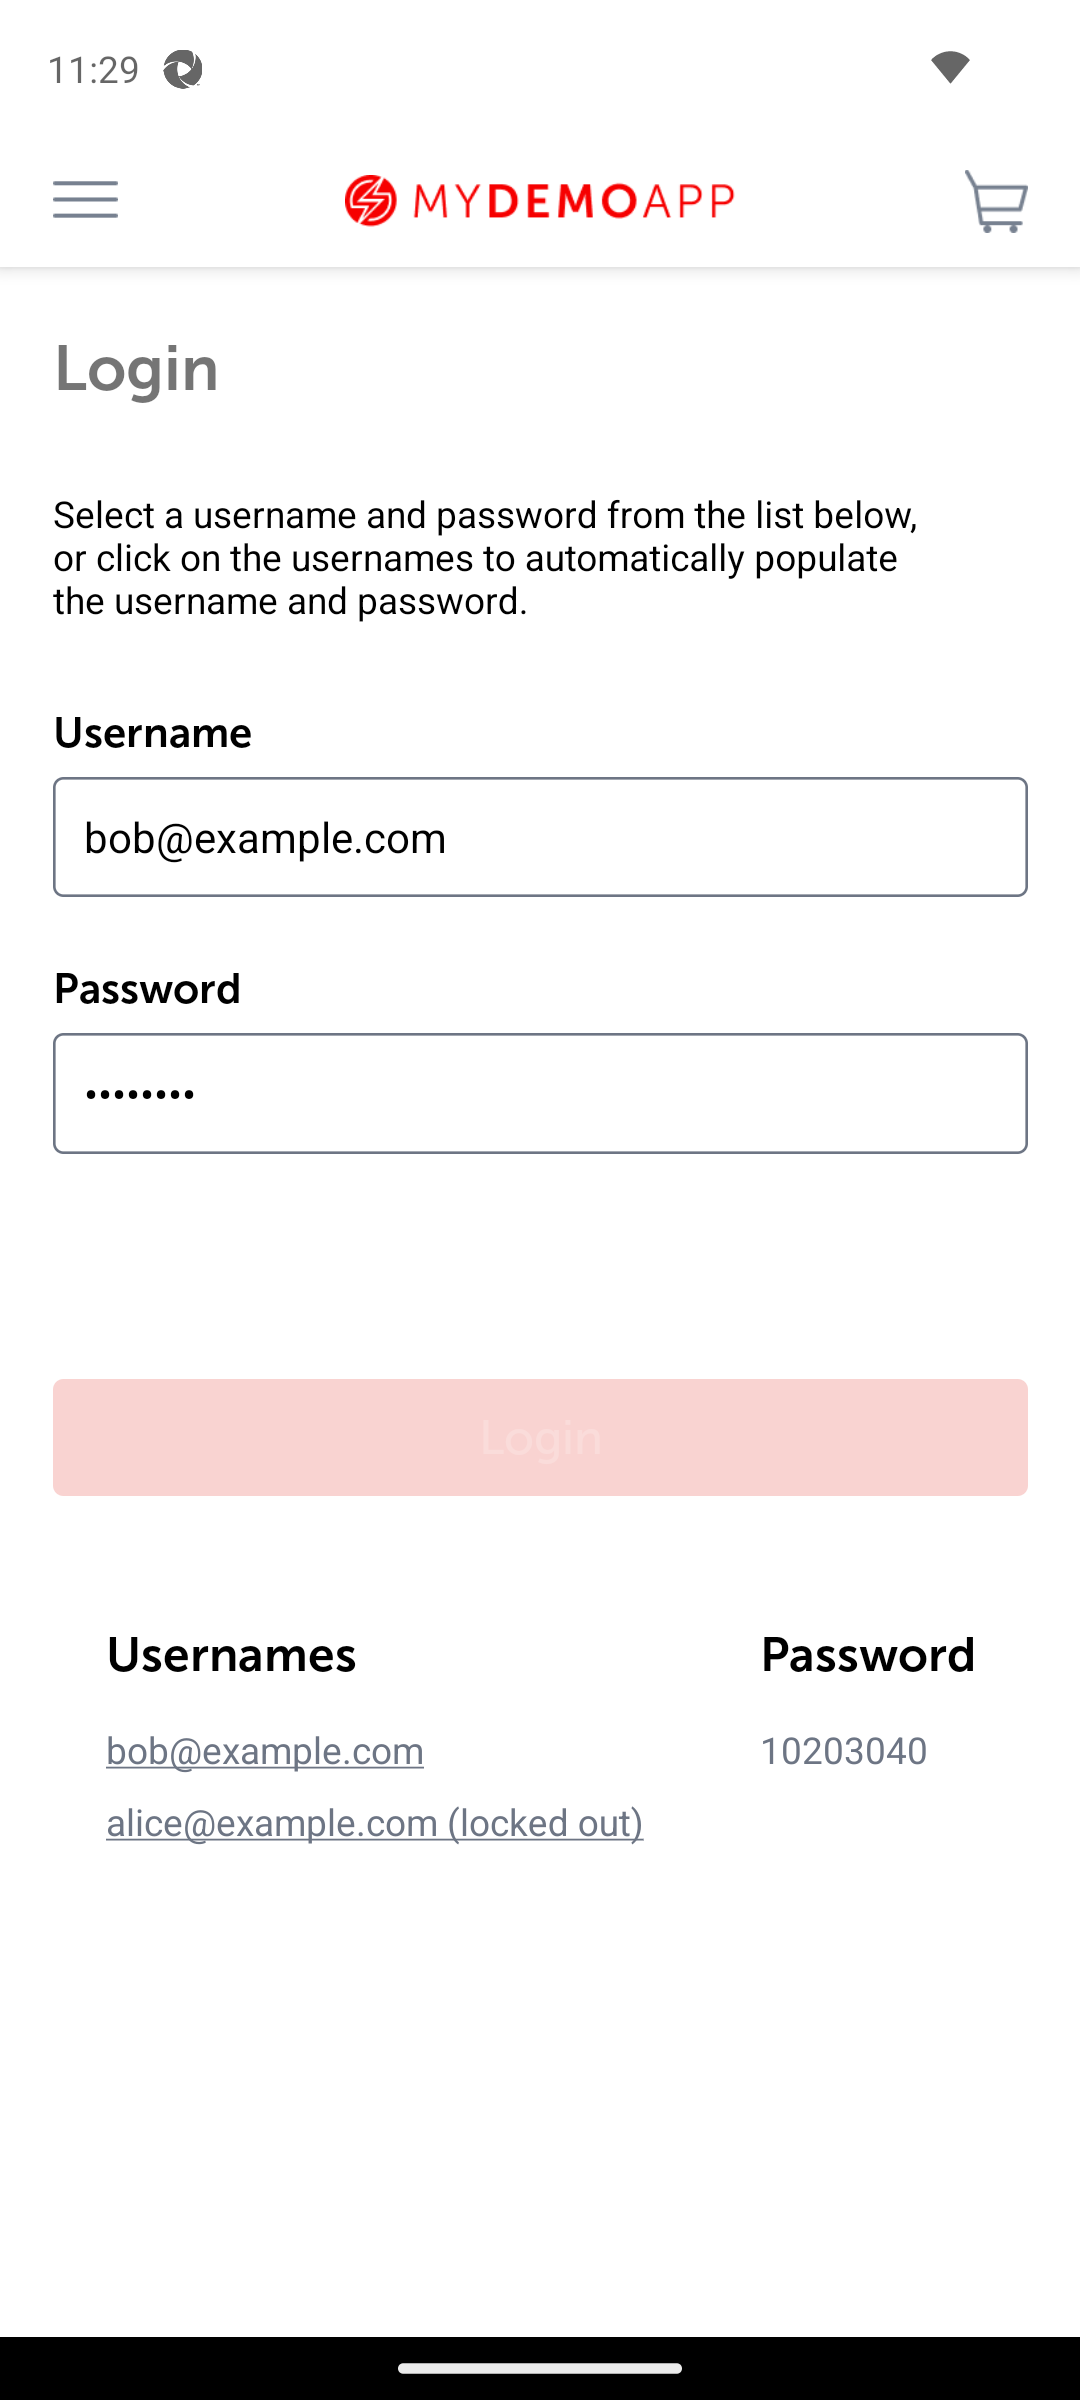 11:29
MYDEMOAPP
Login
Select a username and password from the list below,
or click on the usernames to automatically populate
the username and password.
Username
bob@example.com
Password
••••••••
Login
Usernames
Password
bob@example.com
10203040
alice@example.com (locked out)